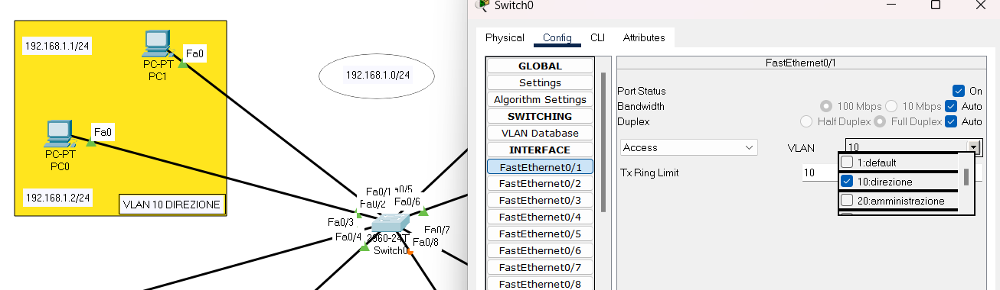 192.168.1.1/24
Fa0
PC-PT
PC1
Fa0
PC-PT
PC0
192.168.1.2/24
VLAN 10 DIREZIONE
192.168.1.0/24
Fa0/1
Fa0/2
Fa0/6
Fa0/3
Fa0/4
Fa0/7
Fa0/8
Switch0
Switch0
Physical Config CLI Attributes
GLOBAL
Settings
Algorithm Settings
SWITCHING
VLAN Database
INTERFACE
FastEthernet0/1
FastEthernet0/2
FastEthernet0/3
FastEthernet0/4
FastEthernet0/5
FastEthernet0/6
FastEthernet0/7
FastEthernet0/8
FastEthernet0/1
Port Status On
Bandwidth 100 Mbps 10 Mbps Auto
Duplex Half Duplex Full Duplex Auto
Access VLAN 10
1:default
10:direzione
20:amministrazione
Tx Ring Limit 10